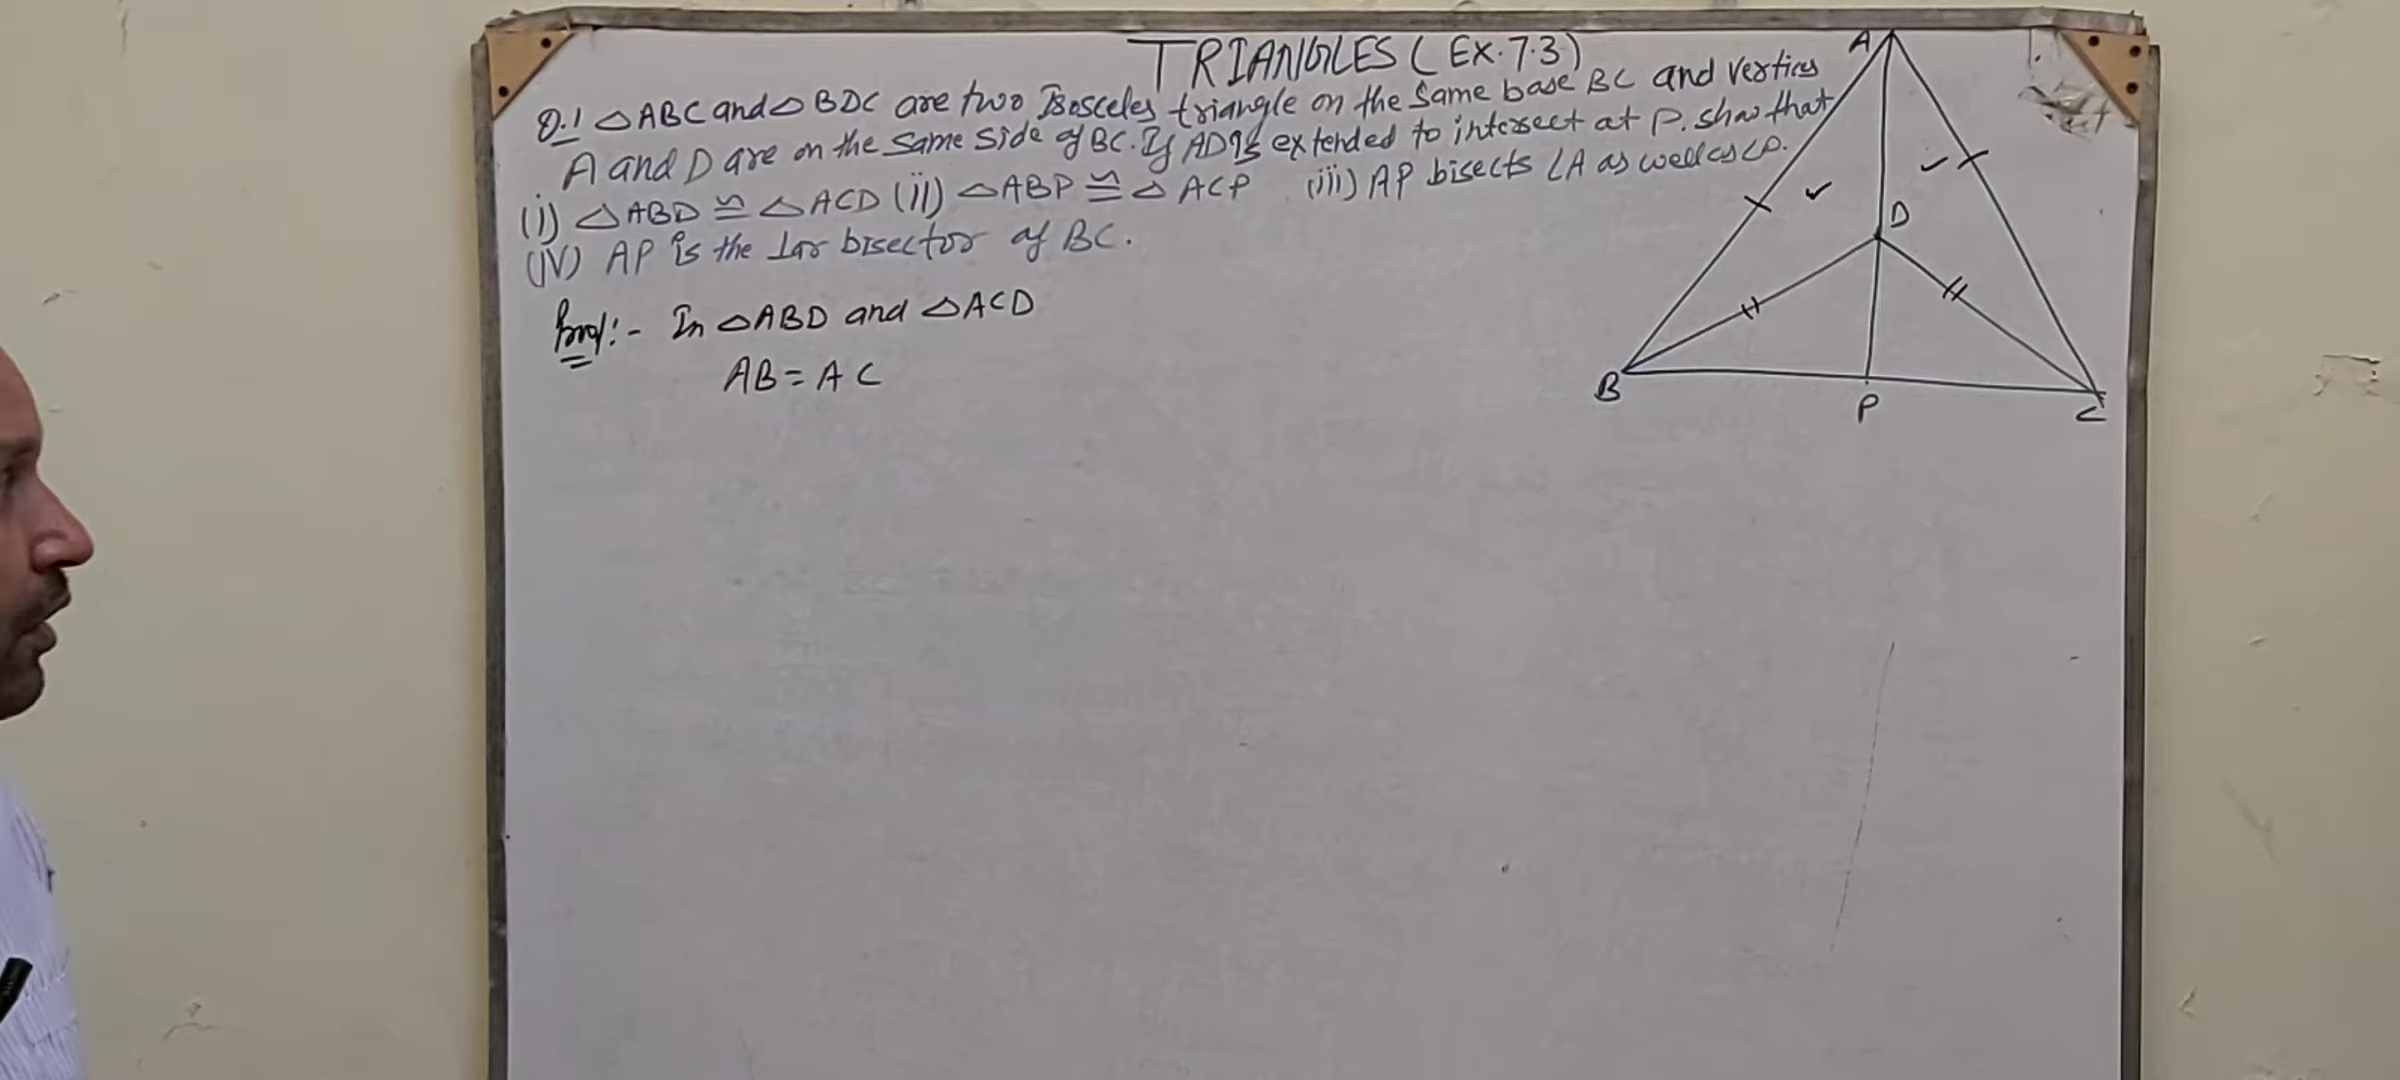 TRIANGLES (EX.7.3)
Q.1 △ABC and △BDC are two Isosceles triangle on the same base BC and vertices
A and D are on the same side of BC. If AD is extended to intersect at P. show that
(i) △ABD ≅ △ACD (ii) △ABP ≅ △ACP (iii) AP bisects ∠A as well as ∠D.
(iv) AP is the ⊥ar bisector of BC.
Proof:- In △ABD and △ACD
AB = AC
A
D
B
P
C